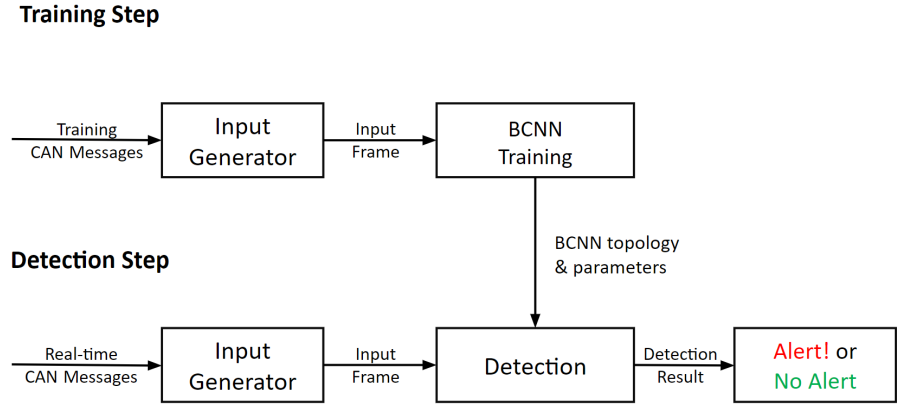 Training Step
Training
CAN Messages
Input
Generator
Input
Frame
BCNN
Training
BCNN topology
& parameters
Detection Step
Real-time
CAN Messages
Input
Generator
Input
Frame
Detection
Detection
Result
Alert! or
No Alert